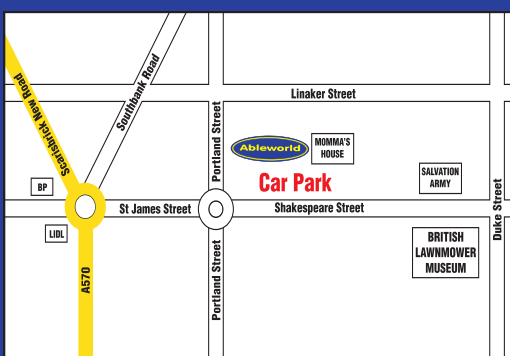 Scarisbrick New Road
Southbank Road
Linaker Street
Portland Street
Ableworld
MOMMA'S
HOUSE
Car Park
SALVATION
ARMY
BP
St James Street
Shakespeare Street
Duke Street
LIDL
A570
Portland Street
BRITISH
LAWNMOWER
MUSEUM